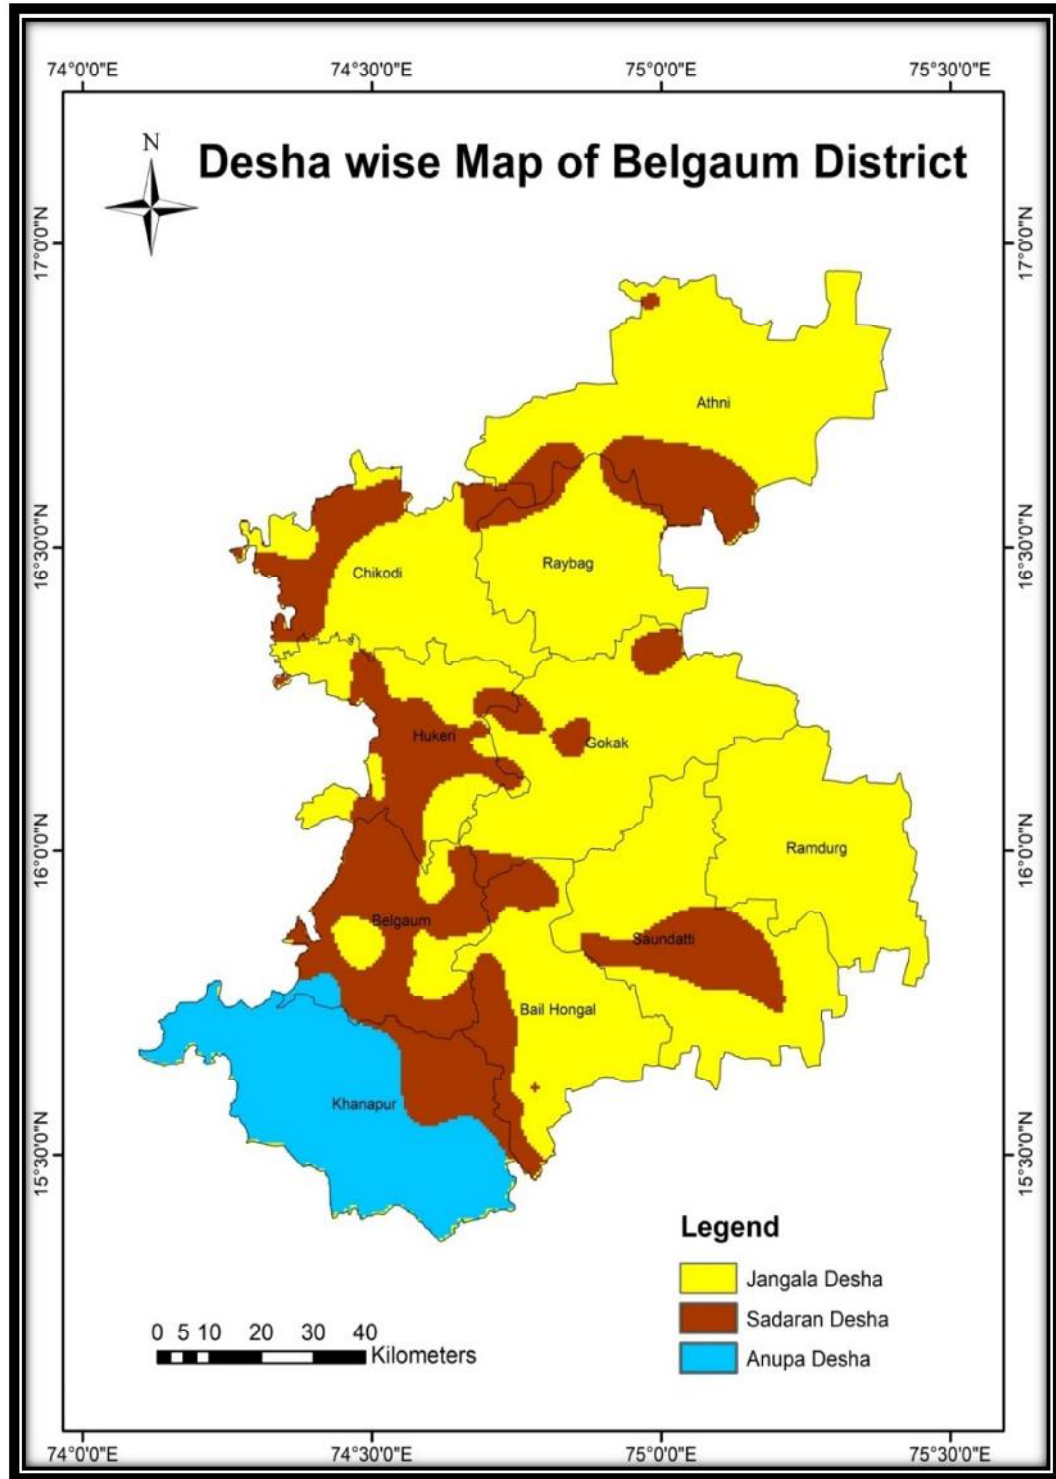 74°0'0"E 74°30'0"E 75°0'0"E 75°30'0"E
N
Desha wise Map of Belgaum District
17°0'0"N 17°0'0"N
Athni
16°30'0"N 16°30'0"N
Raybag
Chikodi
Hukeri
Gokak
16°0'0"N 16°0'0"N
Ramdurg
Belgaum
Saundatti
Bail Hongal
Khanapur
15°30'0"N 15°30'0"N
Legend
Jangala Desha
Sadaran Desha
Anupa Desha
0 5 10 20 30 40
Kilometers
74°0'0"E 74°30'0"E 75°0'0"E 75°30'0"E